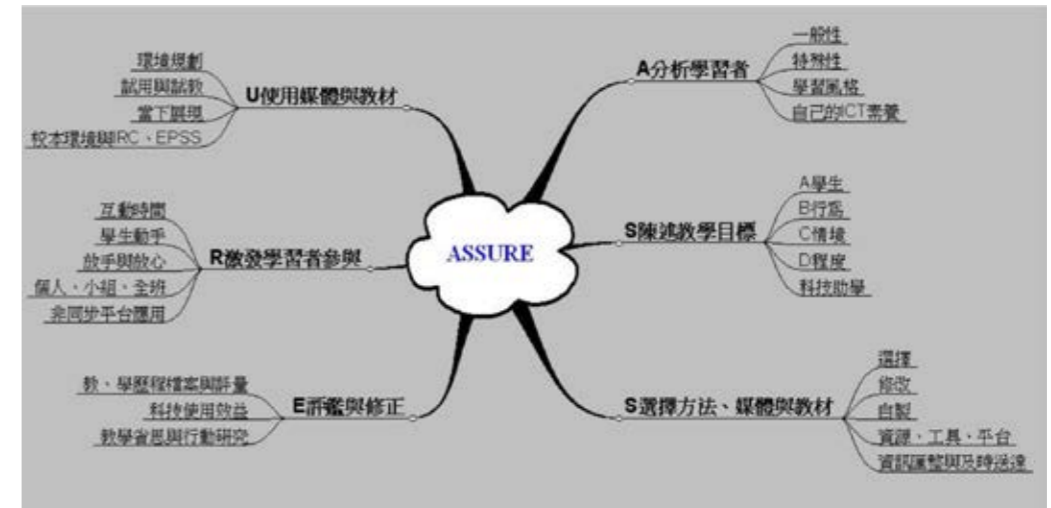 ASSURE
A分析學習者
一般性
特殊性
學習風格
自己的ICT素養
S陳述教學目標
A學生
B行為
C情境
D程度
科技助學
S選擇方法、媒體與教材
選擇
修改
自製
資源、工具、平台
資訊匯整與及時送達
U使用媒體與教材
環境規劃
試用與試教
當下展現
校本環境與IRC、EPSS
R激發學習者參與
互動時間
學生動手
放手與放心
個人、小組、全班
非同步平台應用
E評鑑與修正
教、學歷程檔案與評量
科技使用效益
教學省思與行動研究